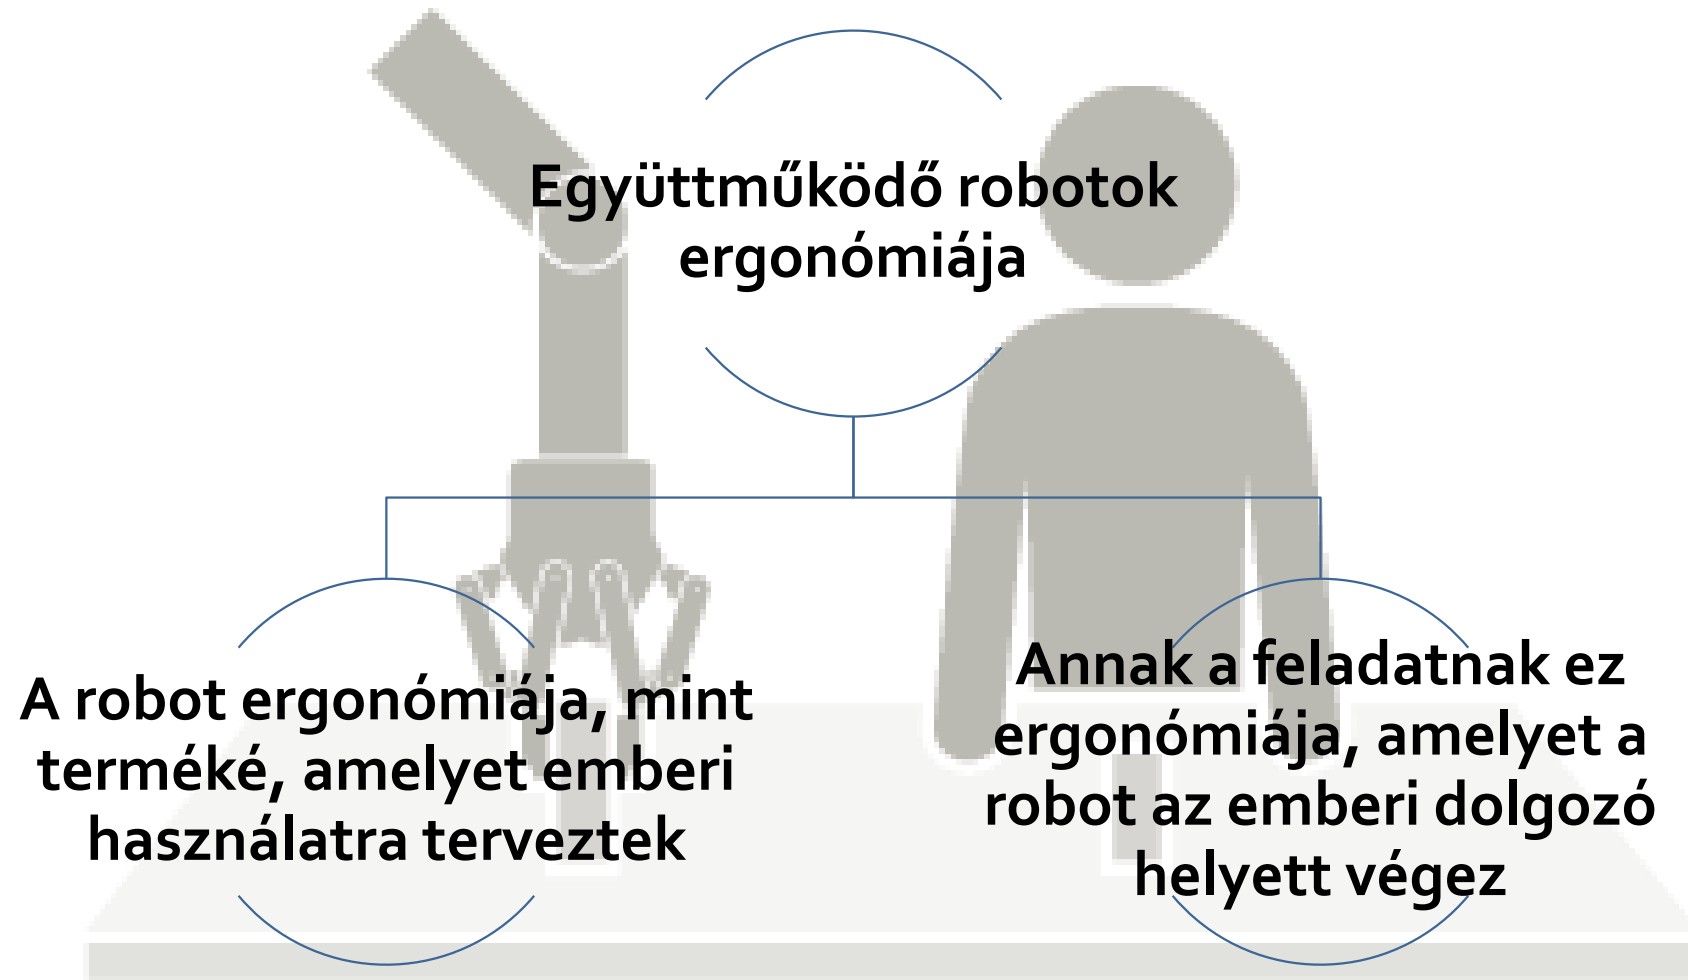 Együttműködő robotok
ergonómiája
A robot ergonómiája, mint
terméké, amelyet emberi
használatra terveztek
Annak a feladatnak ez
ergonómiája, amelyet a
robot az emberi dolgozó
helyett végez